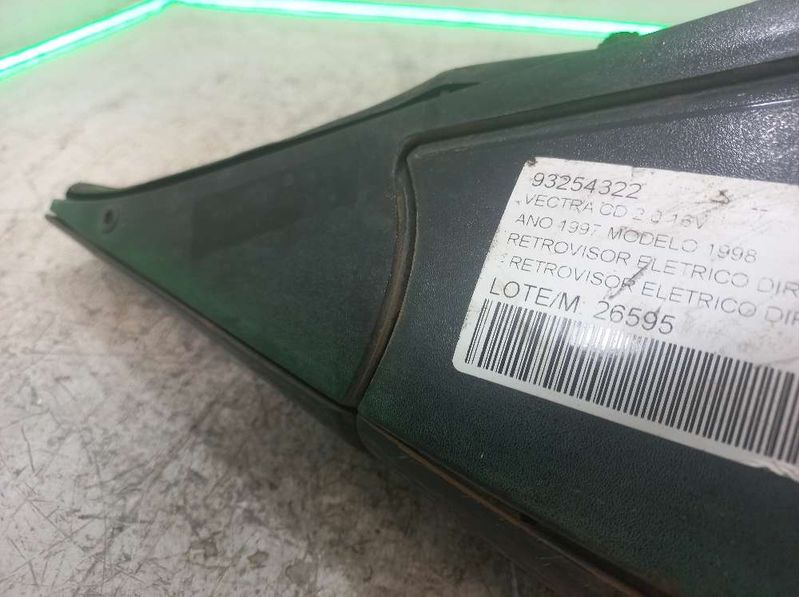 93254322
VECTRA CD 2.0 16V
ANO 1997 MODELO 1998
RETROVISOR ELETRICO DIR
RETROVISOR ELETRICO DIR
LOTE/M: 26595